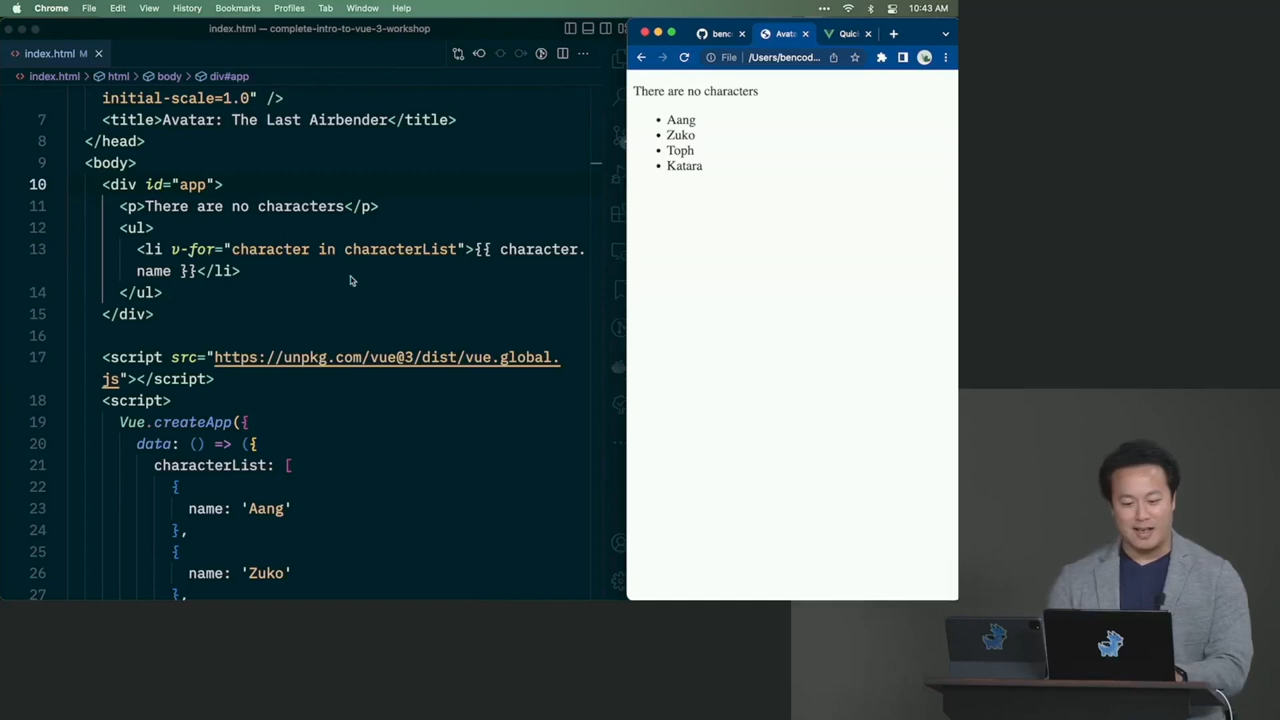 Chrome File Edit View History Bookmarks Profiles Tab Window Help 10:43 AM
index.html — complete-intro-to-vue-3-workshop
index.html M
index.html > html > body > div#app
initial-scale=1.0" />
7 <title>Avatar: The Last Airbender</title>
8 </head>
9 <body>
10 <div id="app">
11 <p>There are no characters</p>
12 <ul>
13 <li v-for="character in characterList">{{ character.
name }}</li>
14 </ul>
15 </div>
16
17 <script src="https://unpkg.com/vue@3/dist/vue.global.
js"></script>
18 <script>
19 Vue.createApp({
20 data: () => ({
21 characterList: [
22 {
23 name: 'Aang'
24 },
25 {
26 name: 'Zuko'
27 },
benc Avata Quic
File /Users/bencod...
There are no characters
• Aang
• Zuko
• Toph
• Katara